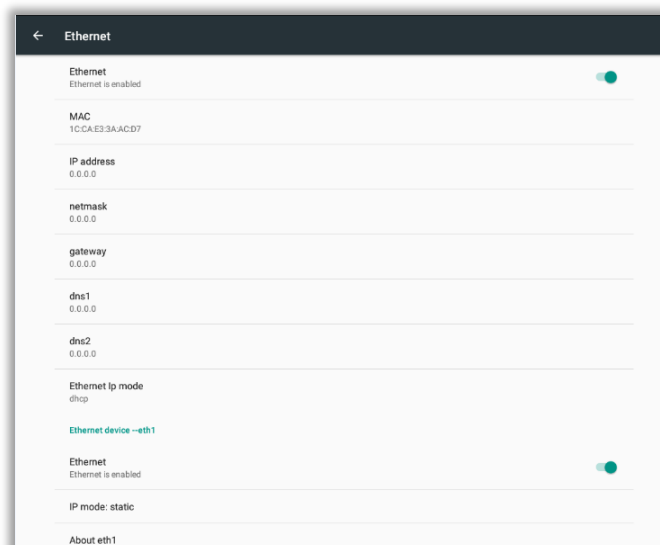 Ethernet
Ethernet
Ethernet is enabled
MAC
1C:CA:E3:3A:AC:D7
IP address
0.0.0.0
netmask
0.0.0.0
gateway
0.0.0.0
dns1
0.0.0.0
dns2
0.0.0.0
Ethernet Ip mode
dhcp
Ethernet device --eth1
Ethernet
Ethernet is enabled
IP mode: static
About eth1